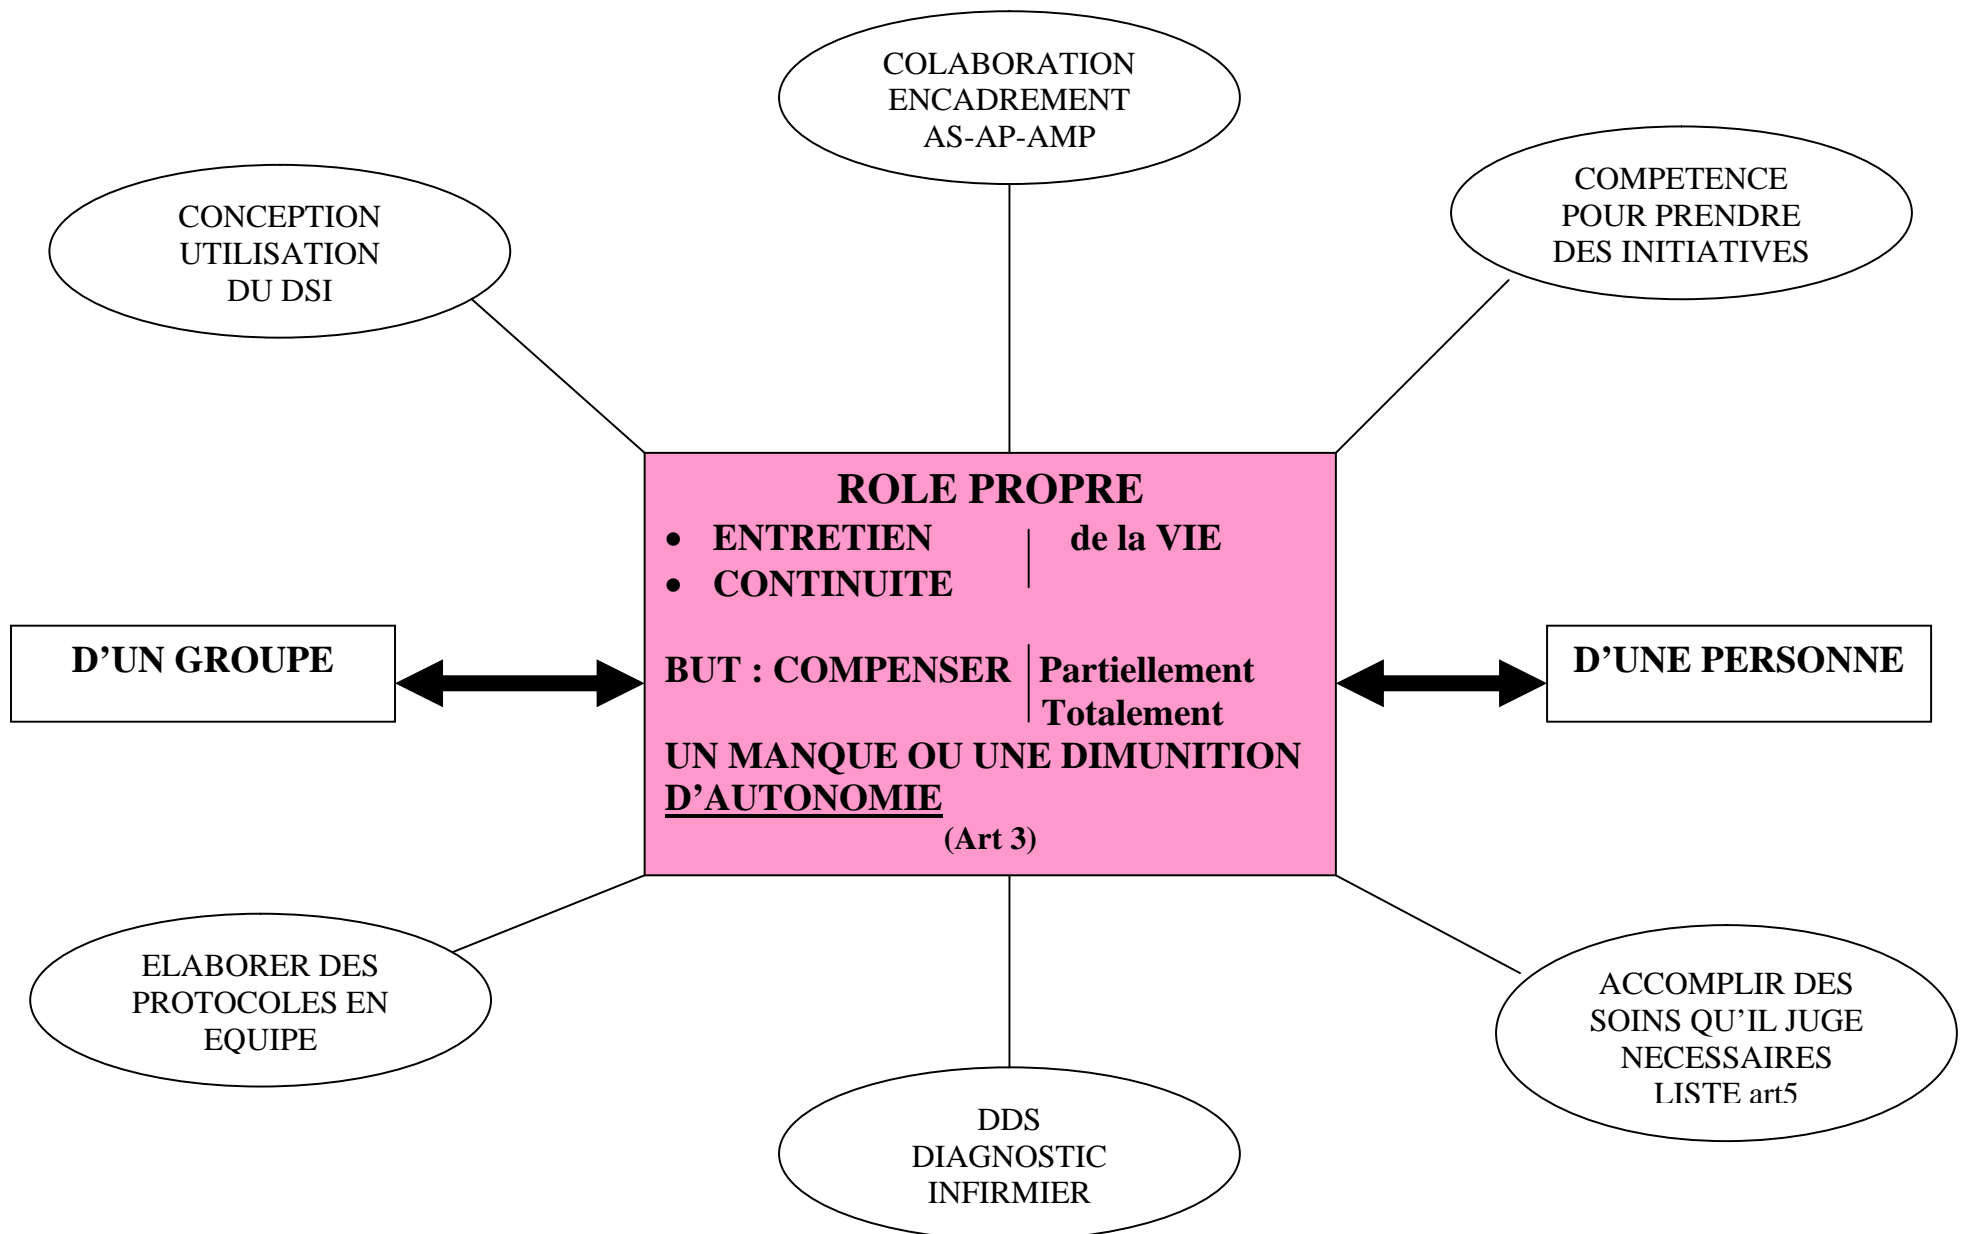 COLABORATION
ENCADREMENT
AS-AP-AMP
CONCEPTION
UTILISATION
DU DSI
COMPETENCE
POUR PRENDRE
DES INITIATIVES
ROLE PROPRE
• ENTRETIEN de la VIE
• CONTINUITE
D’UN GROUPE
BUT : COMPENSER Partiellement
Totalement
UN MANQUE OU UNE DIMUNITION
D’AUTONOMIE
(Art 3)
D’UNE PERSONNE
ELABORER DES
PROTOCOLES EN
EQUIPE
DDS
DIAGNOSTIC
INFIRMIER
ACCOMPLIR DES
SOINS QU’IL JUGE
NECESSAIRES
LISTE art5